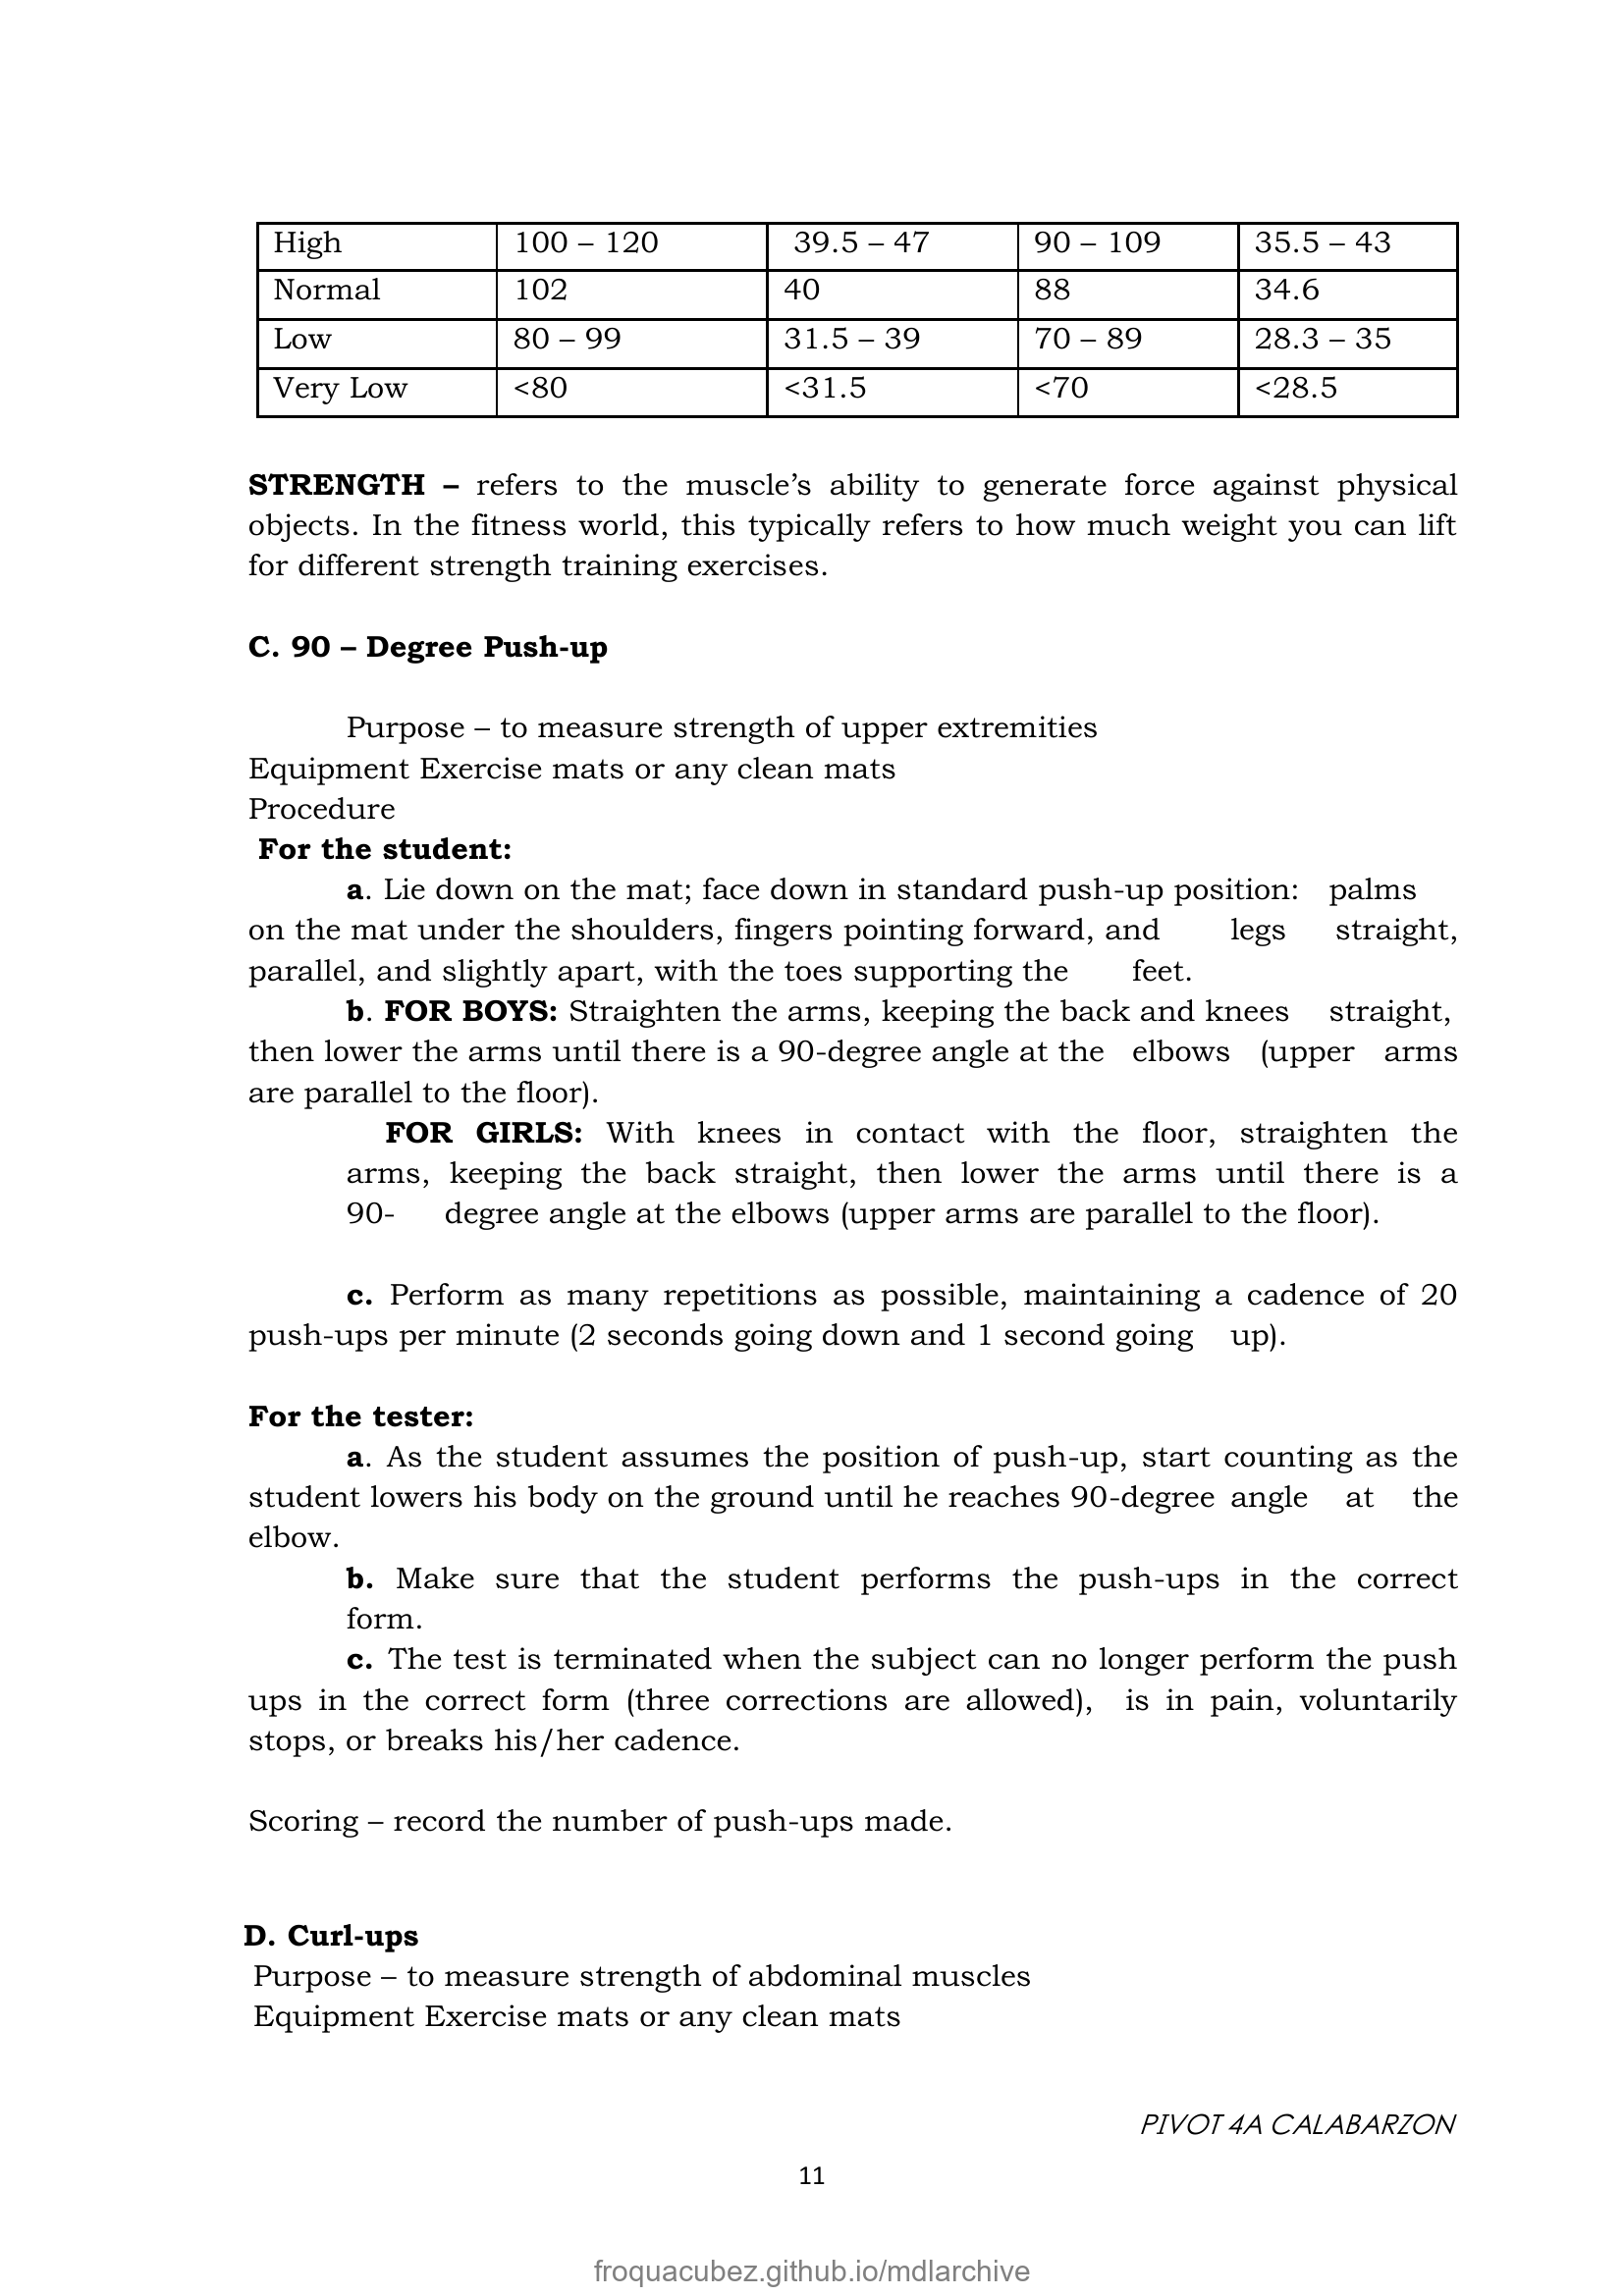 High 100 – 120 39.5 – 47 90 – 109 35.5 – 43
Normal 102 40 88 34.6
Low 80 – 99 31.5 – 39 70 – 89 28.3 – 35
Very Low <80 <31.5 <70 <28.5
STRENGTH – refers to the muscle’s ability to generate force against physical
objects. In the fitness world, this typically refers to how much weight you can lift
for different strength training exercises.
C. 90 – Degree Push-up
Purpose – to measure strength of upper extremities
Equipment Exercise mats or any clean mats
Procedure
For the student:
a. Lie down on the mat; face down in standard push-up position: palms
on the mat under the shoulders, fingers pointing forward, and legs straight,
parallel, and slightly apart, with the toes supporting the feet.
b. FOR BOYS: Straighten the arms, keeping the back and knees straight,
then lower the arms until there is a 90-degree angle at the elbows (upper arms
are parallel to the floor).
FOR GIRLS: With knees in contact with the floor, straighten the
arms, keeping the back straight, then lower the arms until there is a
90- degree angle at the elbows (upper arms are parallel to the floor).
c. Perform as many repetitions as possible, maintaining a cadence of 20
push-ups per minute (2 seconds going down and 1 second going up).
For the tester:
a. As the student assumes the position of push-up, start counting as the
student lowers his body on the ground until he reaches 90-degree angle at the
elbow.
b. Make sure that the student performs the push-ups in the correct
form.
c. The test is terminated when the subject can no longer perform the push
ups in the correct form (three corrections are allowed), is in pain, voluntarily
stops, or breaks his/her cadence.
Scoring – record the number of push-ups made.
D. Curl-ups
Purpose – to measure strength of abdominal muscles
Equipment Exercise mats or any clean mats
PIVOT 4A CALABARZON
11
froquacubez.github.io/mdlarchive